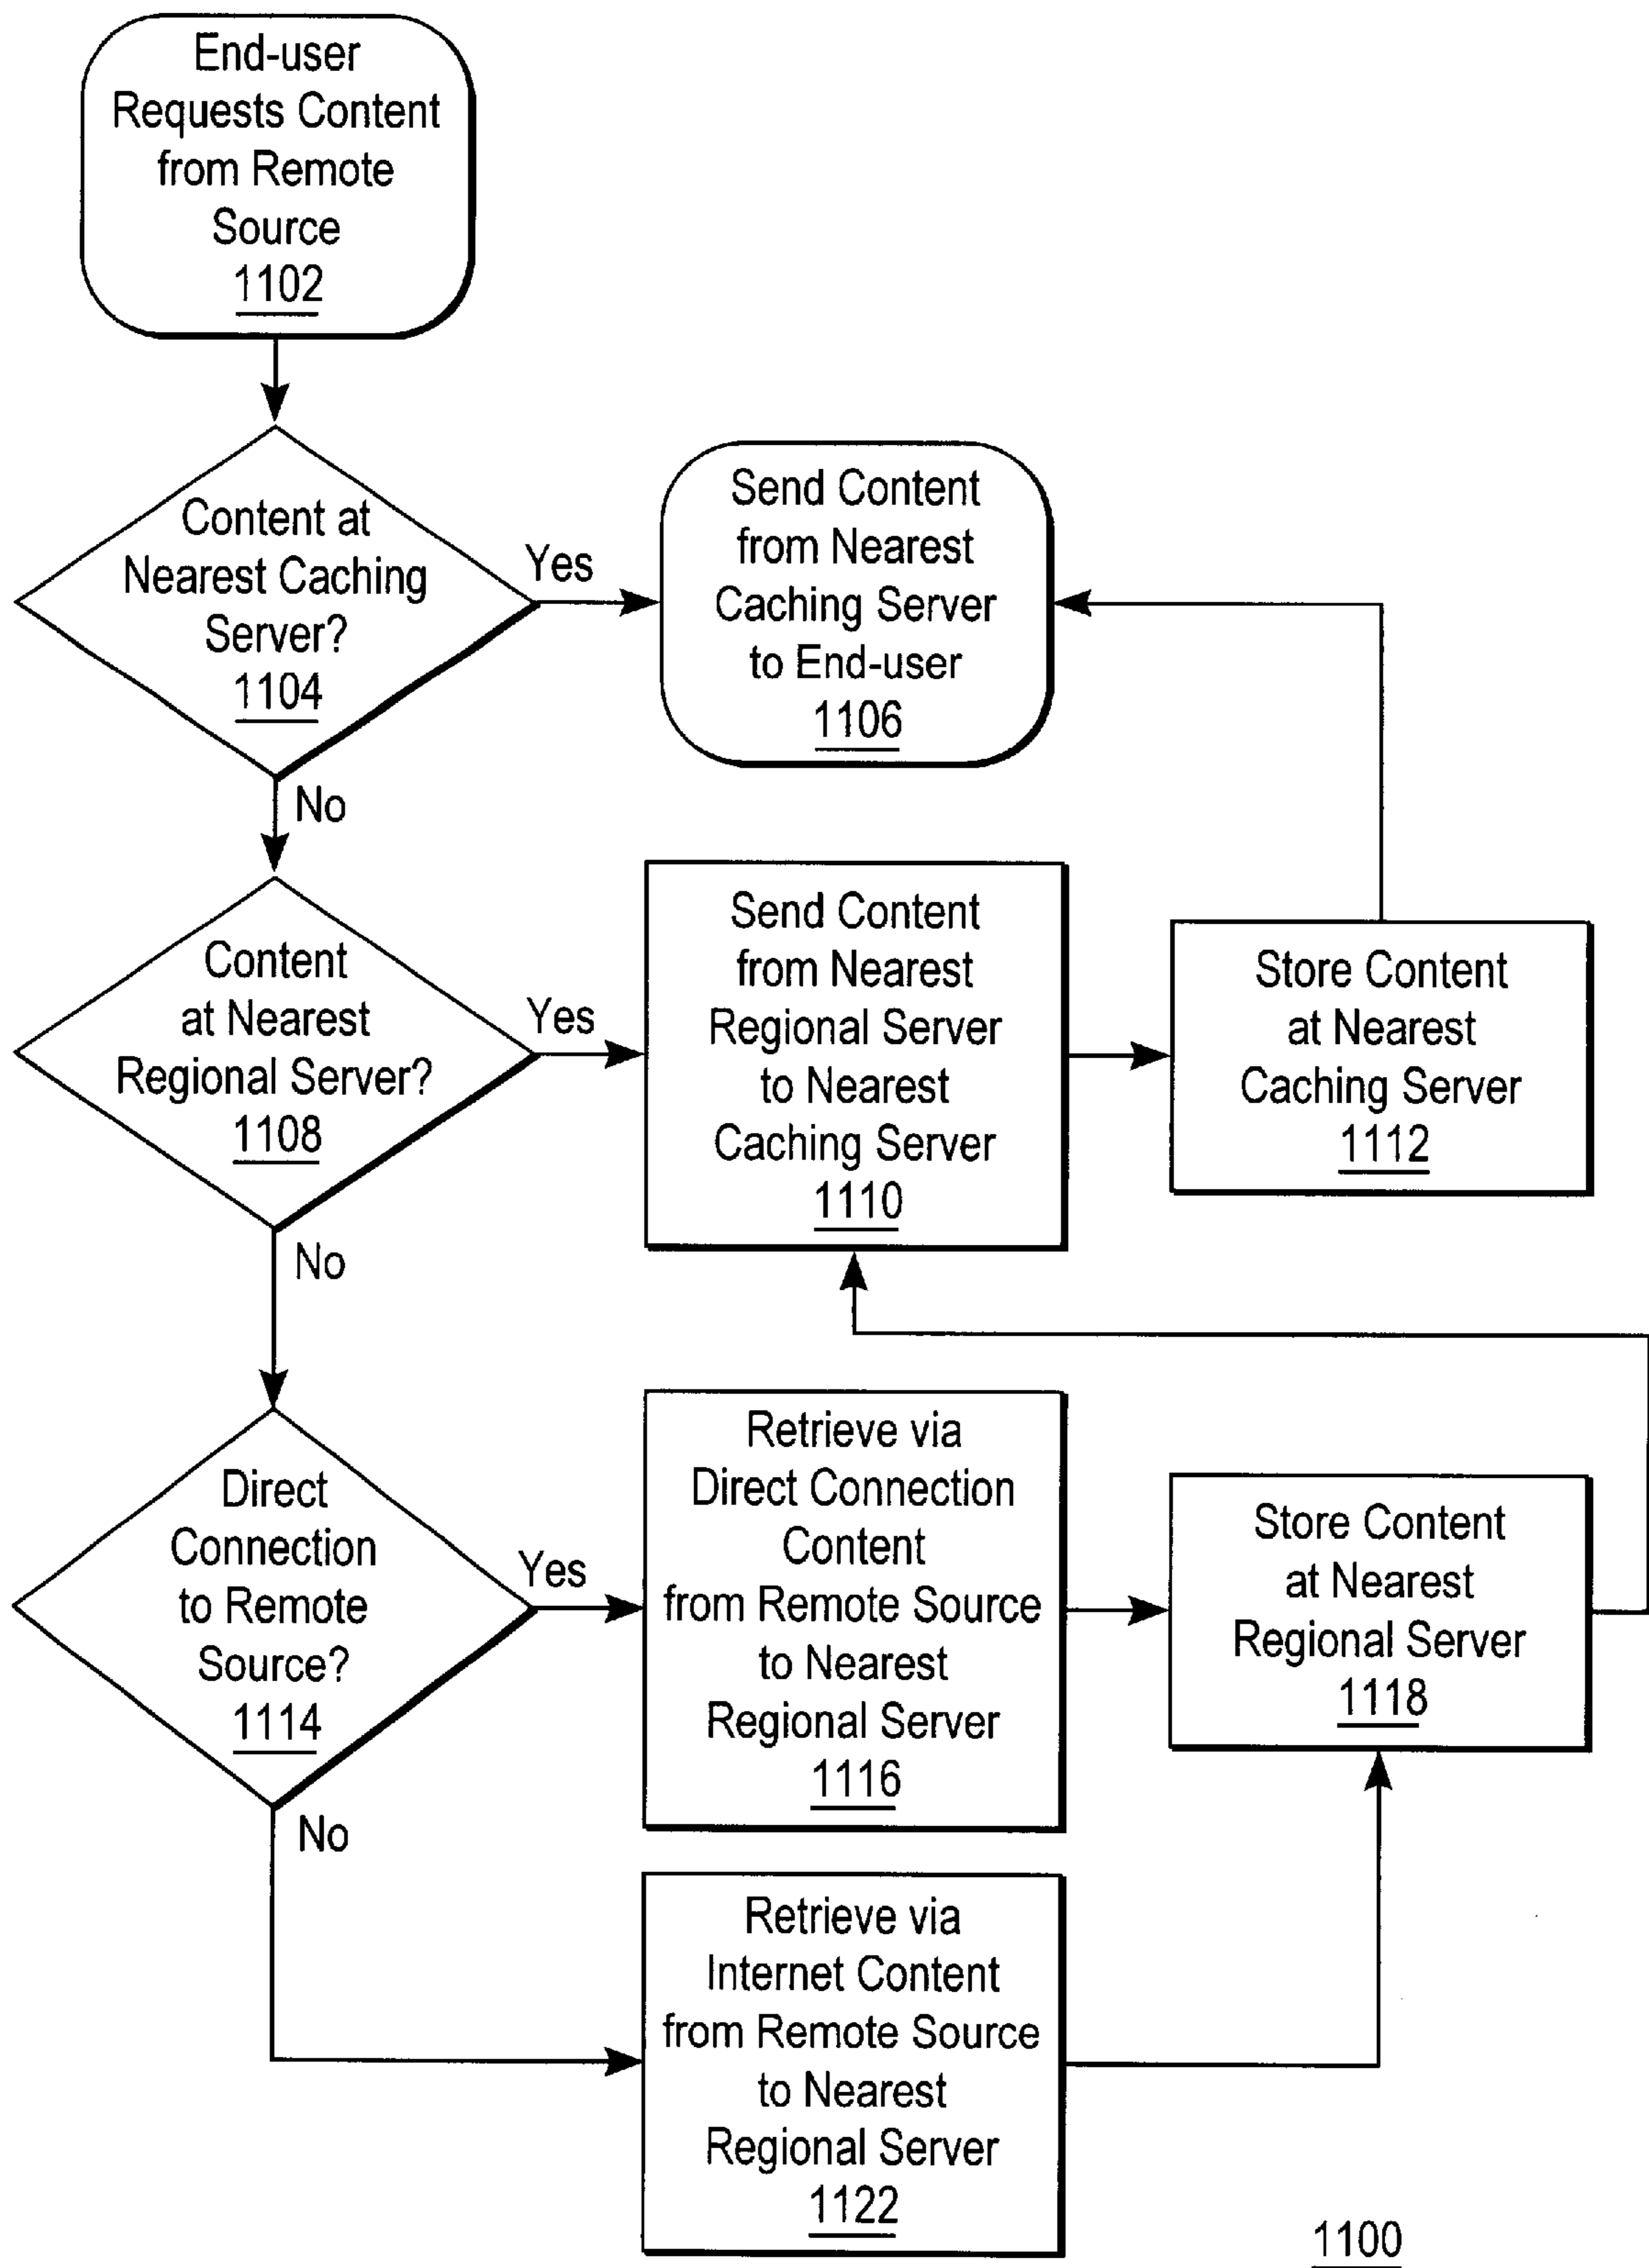 End-user
Requests Content
from Remote
Source
1102
Content at
Nearest Caching
Server?
1104
Yes
No
Send Content
from Nearest
Caching Server
to End-user
1106
Content
at Nearest
Regional Server?
1108
Yes
No
Send Content
from Nearest
Regional Server
to Nearest
Caching Server
1110
Store Content
at Nearest
Caching Server
1112
Direct
Connection
to Remote
Source?
1114
Yes
No
Retrieve via
Direct Connection
Content
from Remote Source
to Nearest
Regional Server
1116
Store Content
at Nearest
Regional Server
1118
Retrieve via
Internet Content
from Remote Source
to Nearest
Regional Server
1122
1100